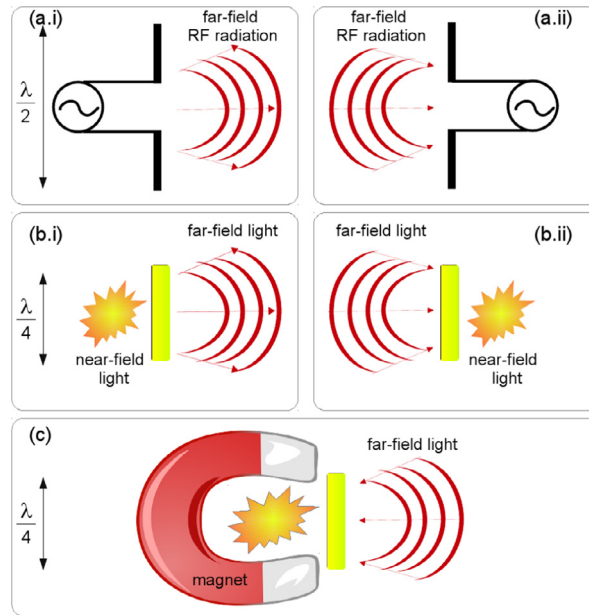 (a.i)
far-field
RF radiation
λ
2
far-field
RF radiation
(a.ii)
(b.i)
far-field light
λ
4
near-field
light
far-field light
(b.ii)
near-field
light
(c)
far-field light
λ
4
magnet